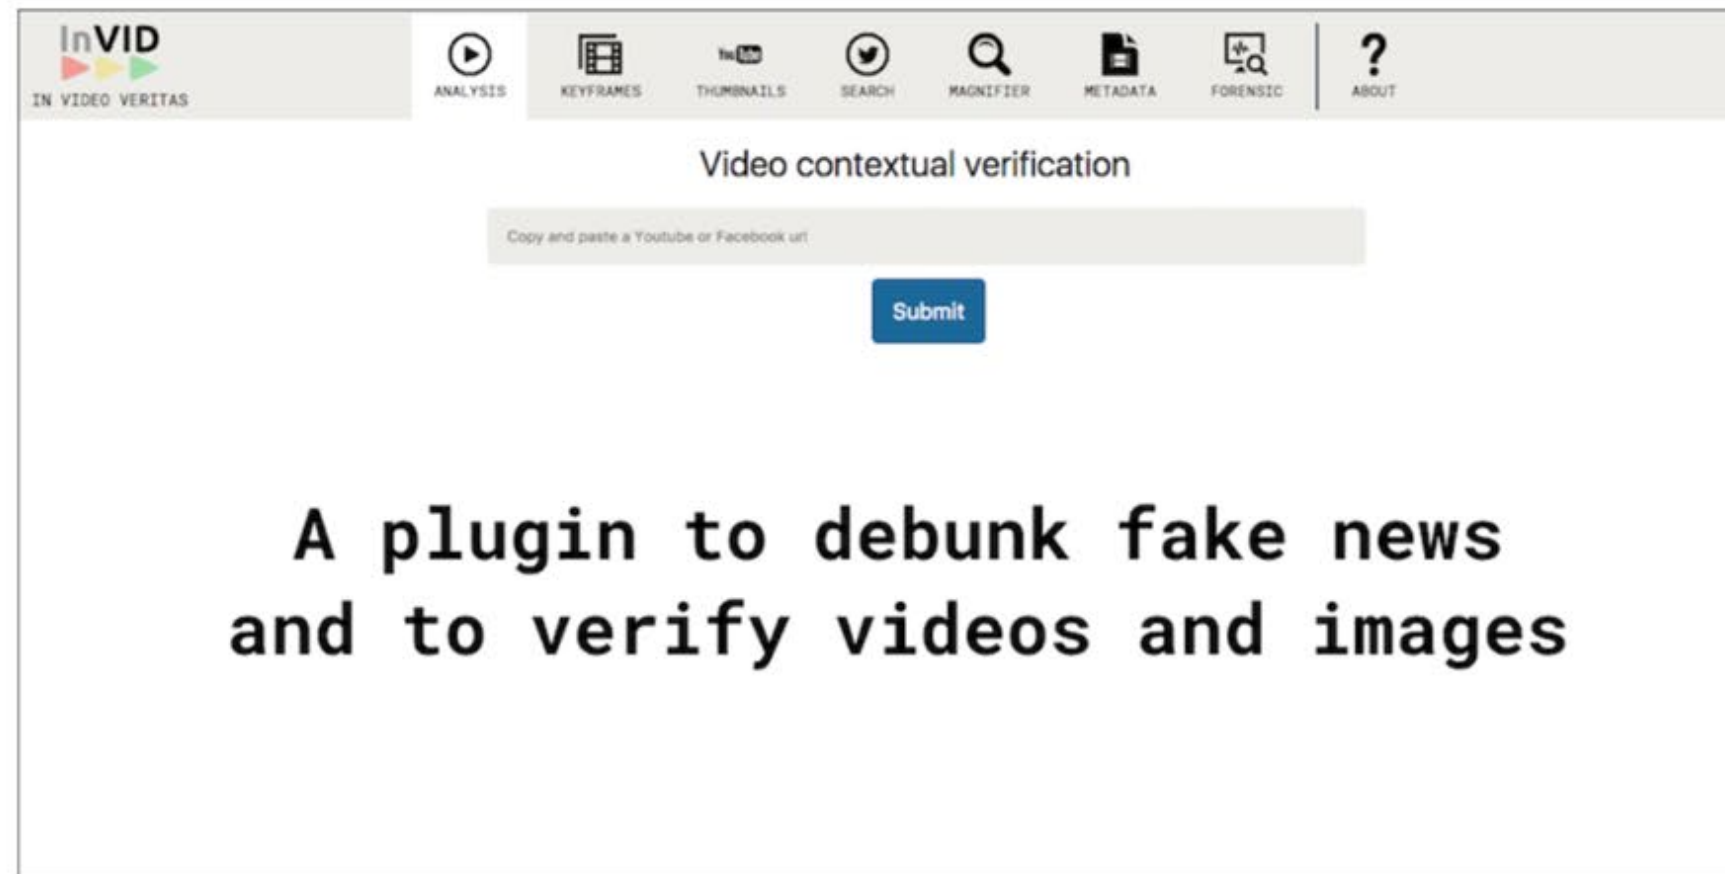 InVID
IN VIDEO VERITAS
ANALYSIS
KEYFRAMES
You Tube
THUMBNAILS
SEARCH
MAGNIFIER
METADATA
FORENSIC
?
ABOUT
Video contextual verification
Copy and paste a Youtube or Facebook url
Submit
A plugin to debunk fake news
and to verify videos and images